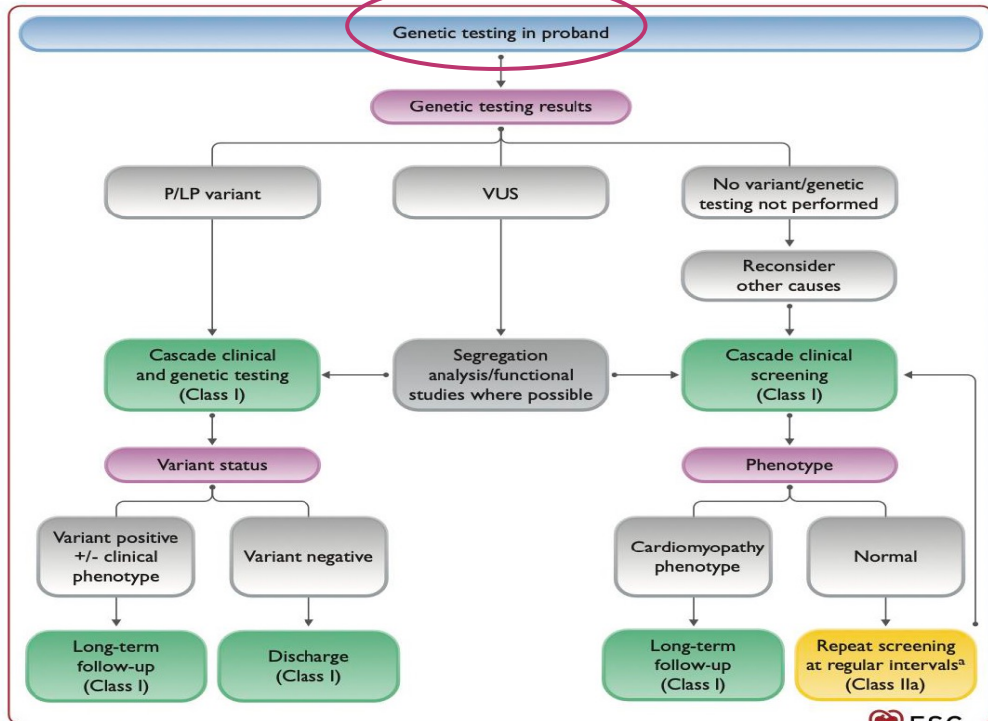 Genetic testing in proband
Genetic testing results
P/LP variant
VUS
No variant/genetic
testing not performed
Reconsider
other causes
Cascade clinical
and genetic testing
(Class I)
Segregation
analysis/functional
studies where possible
Cascade clinical
screening
(Class I)
Variant status
Phenotype
Variant positive
+/- clinical
phenotype
Variant negative
Cardiomyopathy
phenotype
Normal
Long-term
follow-up
(Class I)
Discharge
(Class I)
Long-term
follow-up
(Class I)
Repeat screening
at regular intervalsᵃ
(Class IIa)
ESC